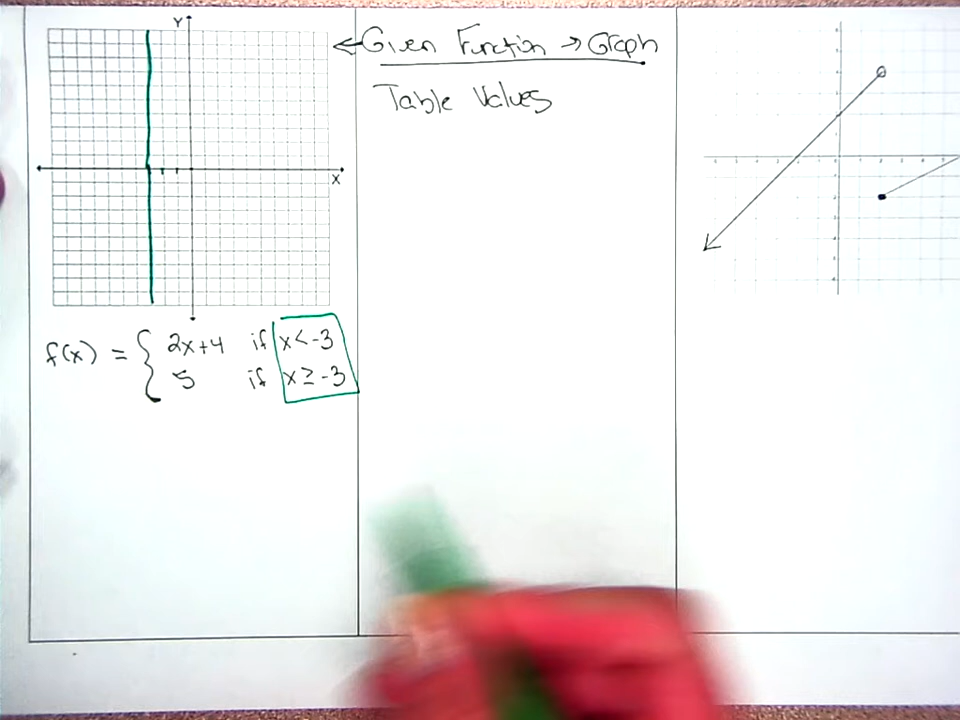 Y
X
f(x) = { 2x+4 if x < -3
5 if x ≥ -3
← Given Function → Graph
Table Values